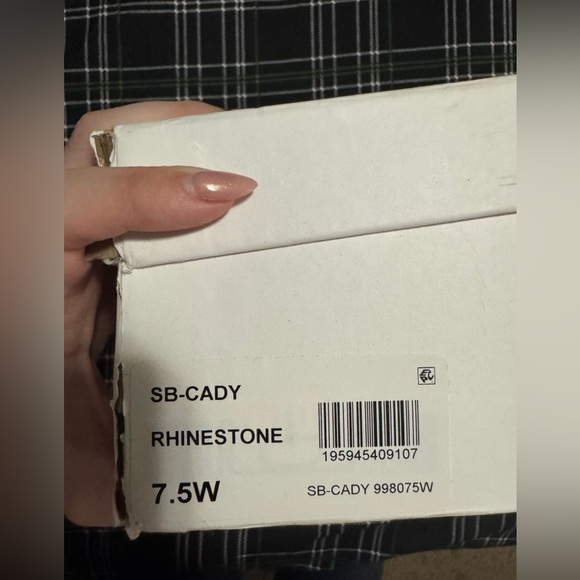 SB-CADY
RHINESTONE
195945409107
7.5W
SB-CADY 998075W